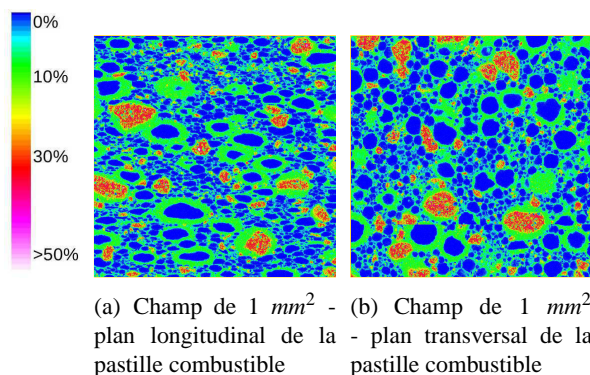 0%
10%
30%
>50%
(a) Champ de 1 mm² -
plan longitudinal de la
pastille combustible
(b) Champ de 1 mm²
- plan transversal de la
pastille combustible